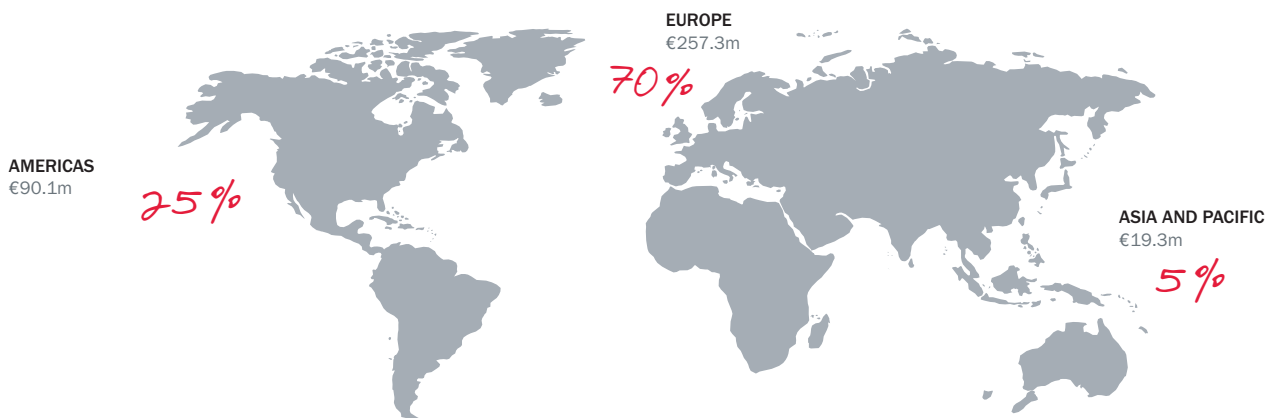 EUROPE
€257.3m
70%
AMERICAS
€90.1m
25%
ASIA AND PACIFIC
€19.3m
5%